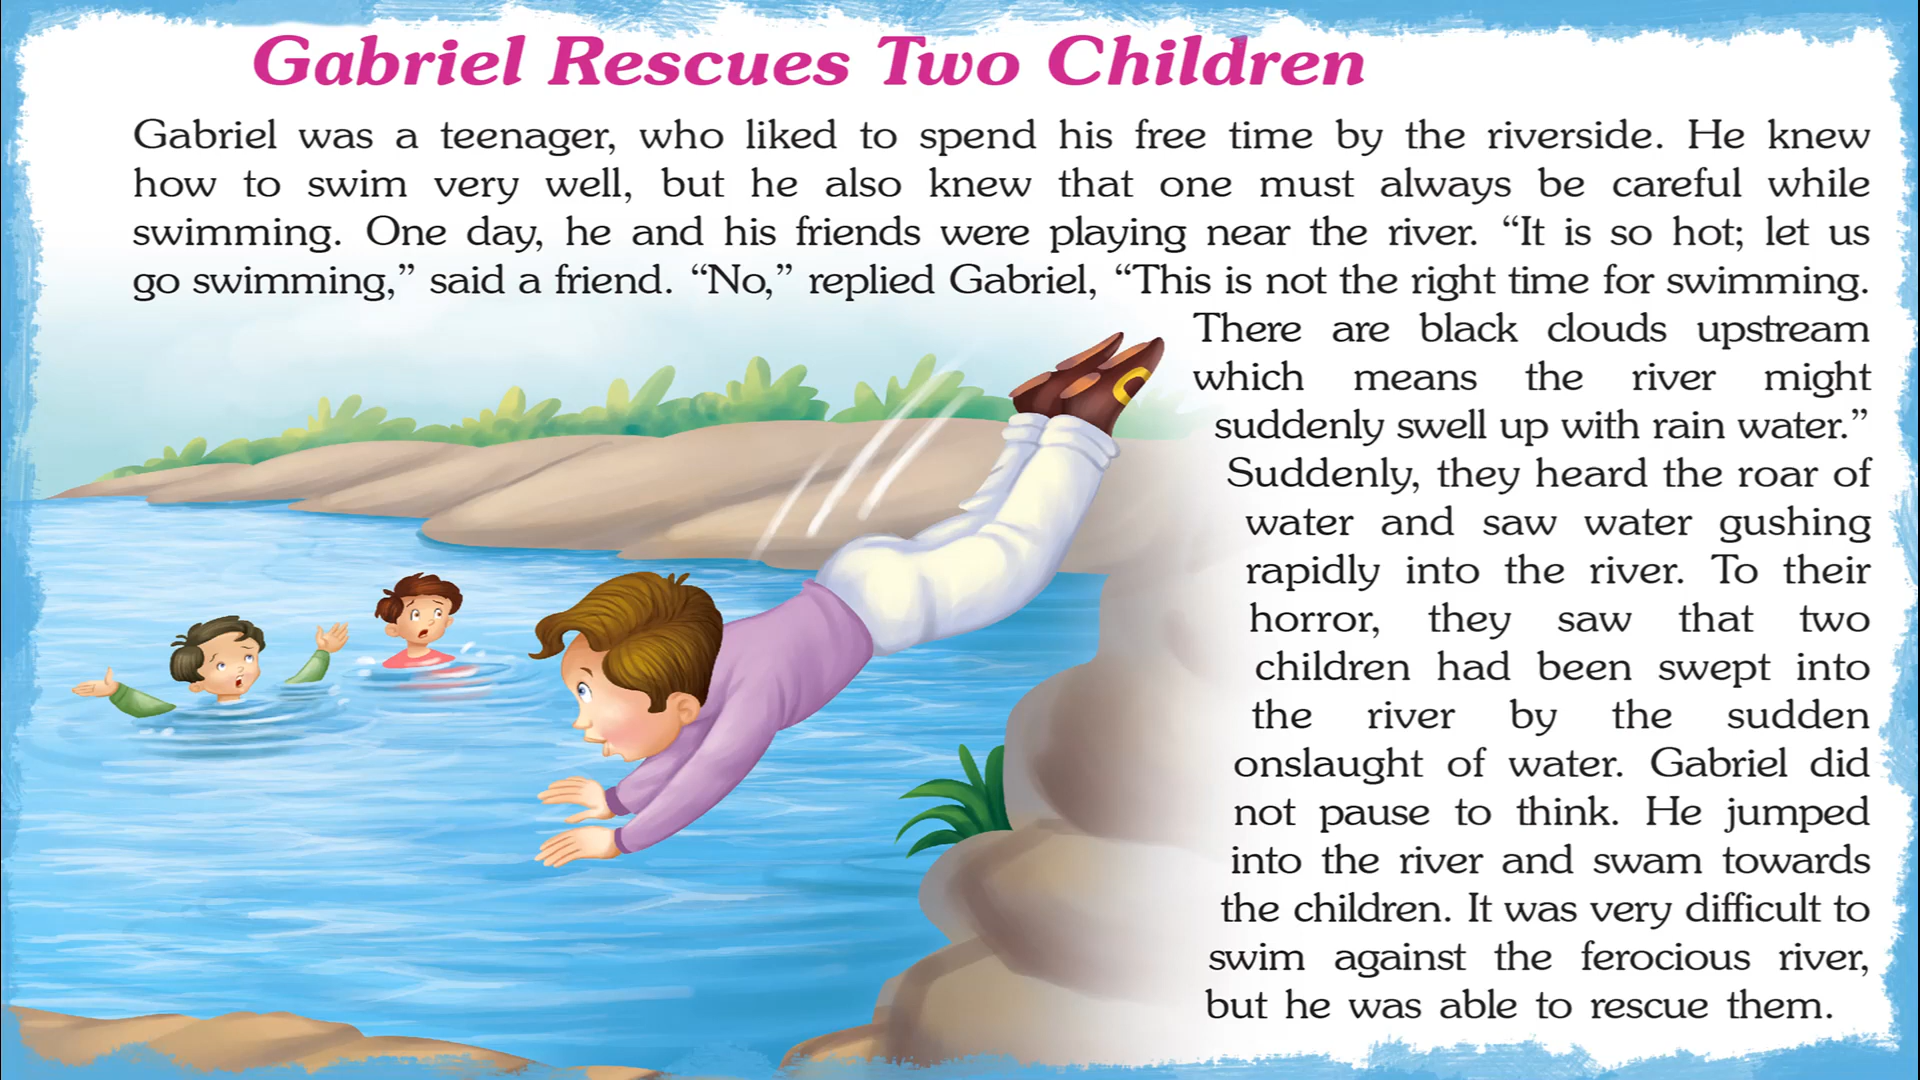 Gabriel Rescues Two Children
Gabriel was a teenager, who liked to spend his free time by the riverside. He knew
how to swim very well, but he also knew that one must always be careful while
swimming. One day, he and his friends were playing near the river. “It is so hot; let us
go swimming,” said a friend. “No,” replied Gabriel, “This is not the right time for swimming.
There are black clouds upstream
which means the river might
suddenly swell up with rain water.”
Suddenly, they heard the roar of
water and saw water gushing
rapidly into the river. To their
horror, they saw that two
children had been swept into
the river by the sudden
onslaught of water. Gabriel did
not pause to think. He jumped
into the river and swam towards
the children. It was very difficult to
swim against the ferocious river,
but he was able to rescue them.